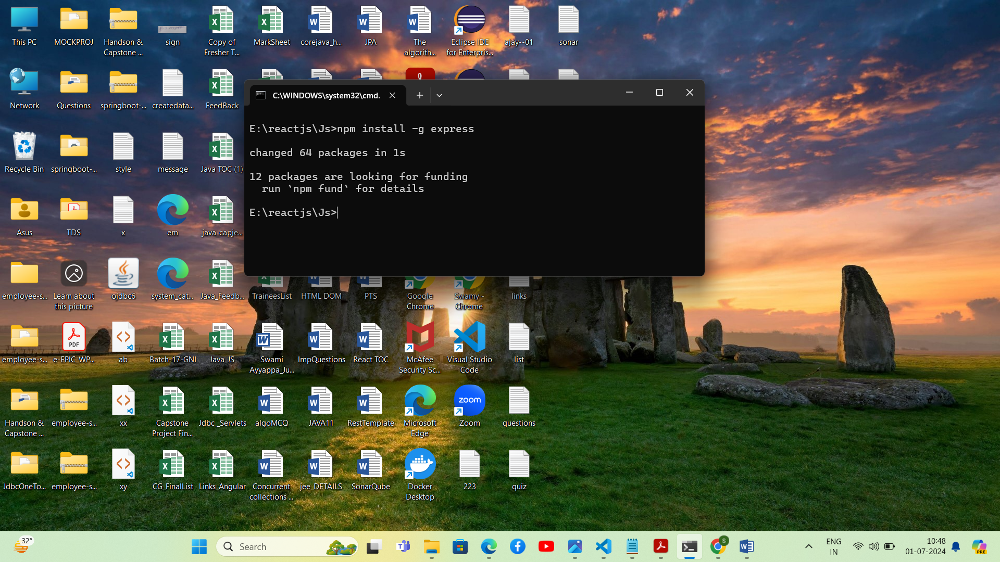 This PC
MOCKPROJ
Handson &
Capstone ...
sign
Copy of
Fresher T...
MarkSheet
corejava_h...
JPA
The
algorith...
Eclipse IDE
for Enterpris...
ajay--01
sonar
Network
Questions
springboot-...
createdata...
FeedBack
C:\WINDOWS\system32\cmd.
E:\reactjs\Js>npm install -g express
changed 64 packages in 1s
12 packages are looking for funding
run `npm fund` for details
E:\reactjs\Js>
Recycle Bin
springboot-...
style
message
Java TOC (1)
Asus
TDS
x
em
java_capje...
employee-s...
Learn about
this picture
ojdbc6
system_cat...
Java_Feedb...
TraineesList
HTML DOM
PTS
Google
Chrome
Swamy -
Chrome
links
employee-s...
PDF
e-EPIC_WP...
ab
Batch-17-GNI
Java_JS
Swami
Ayyappa_Ju...
ImpQuestions
React TOC
McAfee
Security Sc...
Visual Studio
Code
list
Handson &
Capstone ...
employee-s...
xx
Capstone
Project Fin...
Jdbc _Servlets
algoMCQ
JAVA11
RestTemplate
Microsoft
Edge
zoom
Zoom
questions
JdbcOneTo...
employee-s...
xy
CG_FinalList
Links_Angular
Concurrent
collections ...
jee_DETAILS
SonarQube
Docker
Desktop
223
quiz
32°
Search
S
ENG
IN
10:48
01-07-2024
PRE